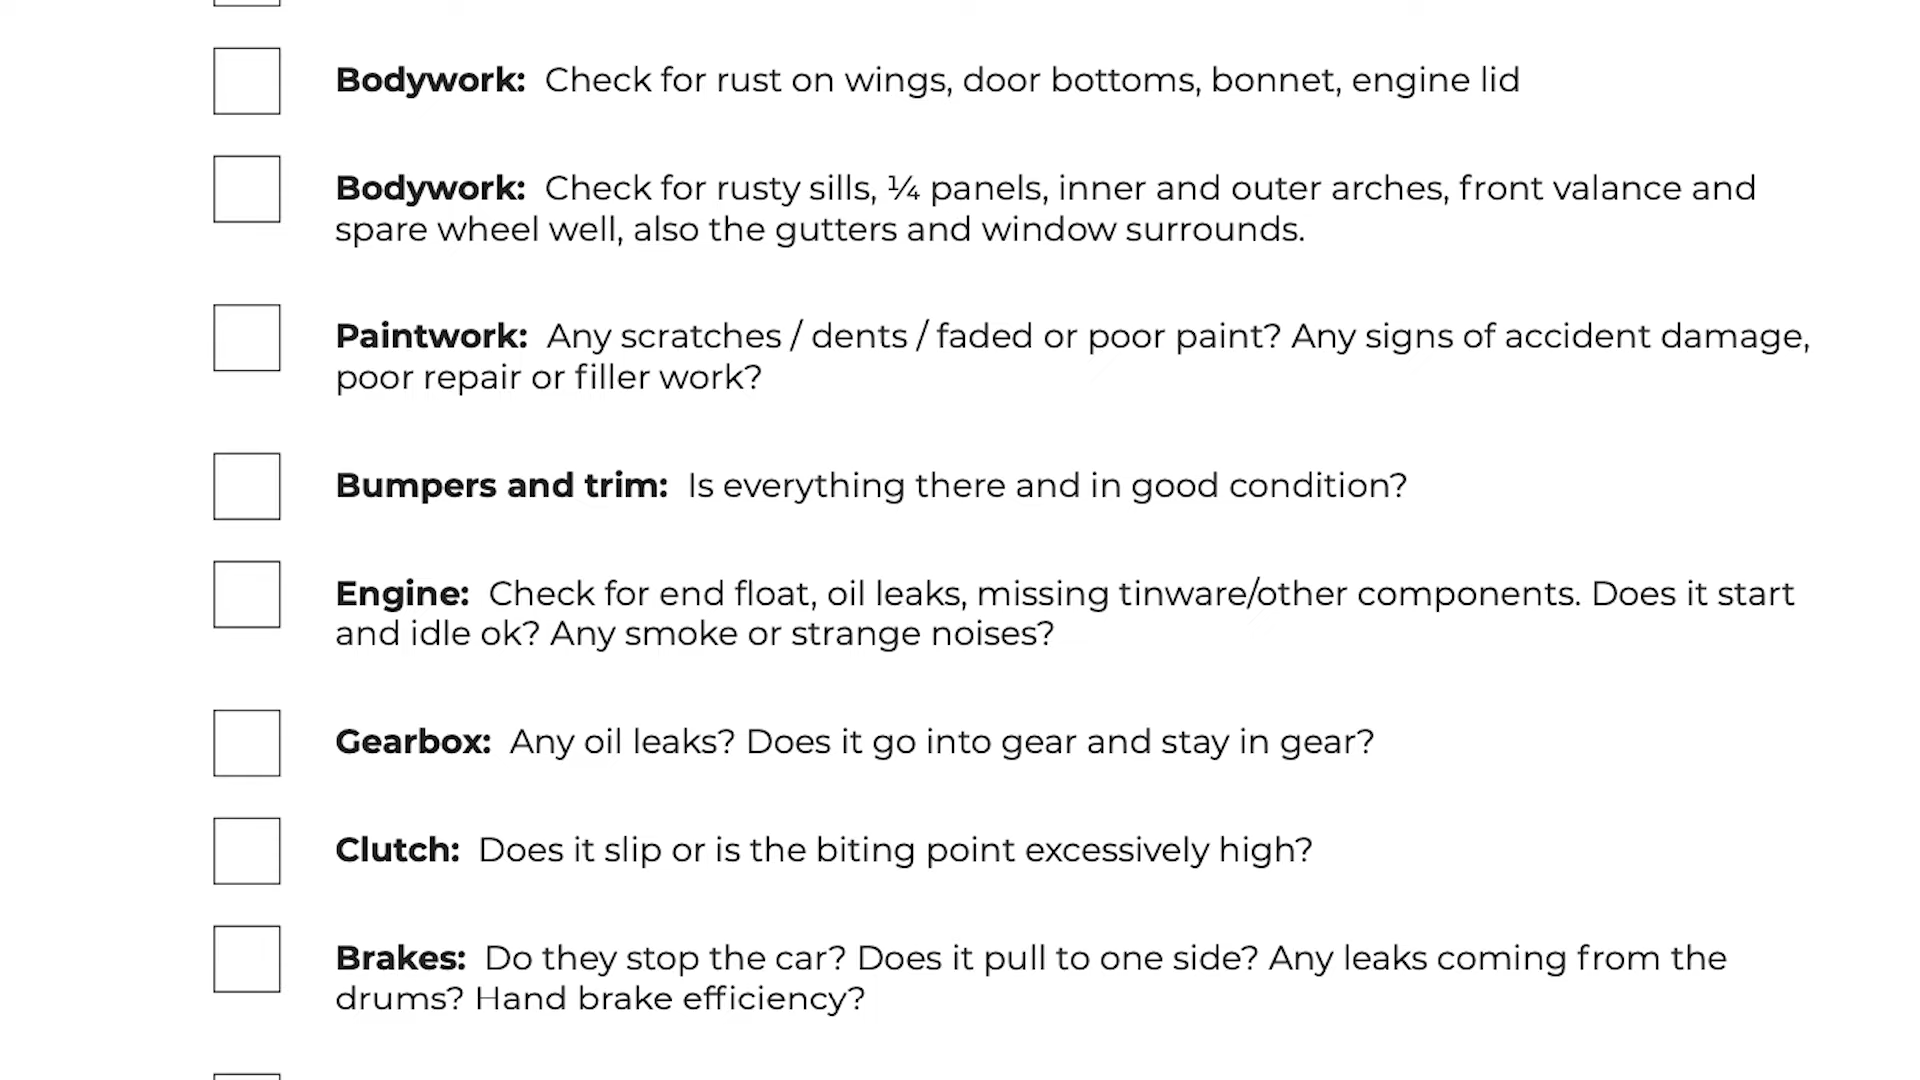 Bodywork: Check for rust on wings, door bottoms, bonnet, engine lid
Bodywork: Check for rusty sills, ¼ panels, inner and outer arches, front valance and
spare wheel well, also the gutters and window surrounds.
Paintwork: Any scratches / dents / faded or poor paint? Any signs of accident damage,
poor repair or filler work?
Bumpers and trim: Is everything there and in good condition?
Engine: Check for end float, oil leaks, missing tinware/other components. Does it start
and idle ok? Any smoke or strange noises?
Gearbox: Any oil leaks? Does it go into gear and stay in gear?
Clutch: Does it slip or is the biting point excessively high?
Brakes: Do they stop the car? Does it pull to one side? Any leaks coming from the
drums? Hand brake efficiency?